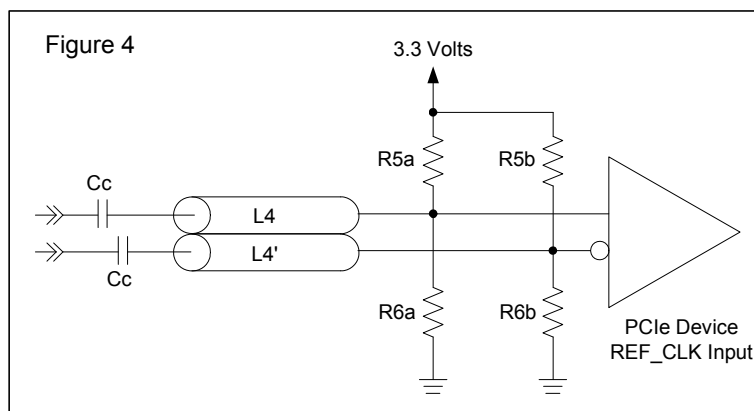 Figure 4
3.3 Volts
R5a
R5b
Cc
L4
L4'
Cc
R6a
R6b
PCIe Device
REF_CLK Input